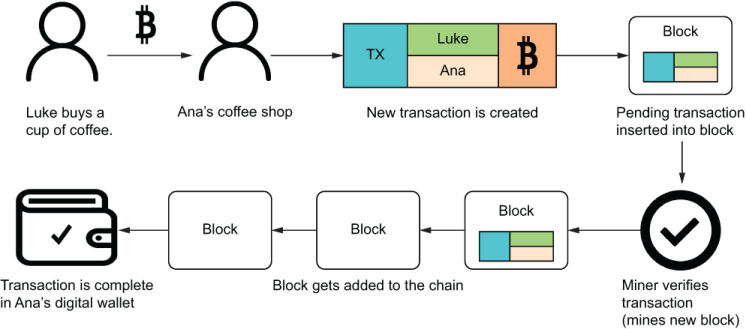 TX
Luke
Ana
Block
Luke buys a
cup of coffee.
Ana's coffee shop
New transaction is created
Pending transaction
inserted into block
Block
Block
Block
Transaction is complete
in Ana's digital wallet
Block gets added to the chain
Miner verifies
transaction
(mines new block)